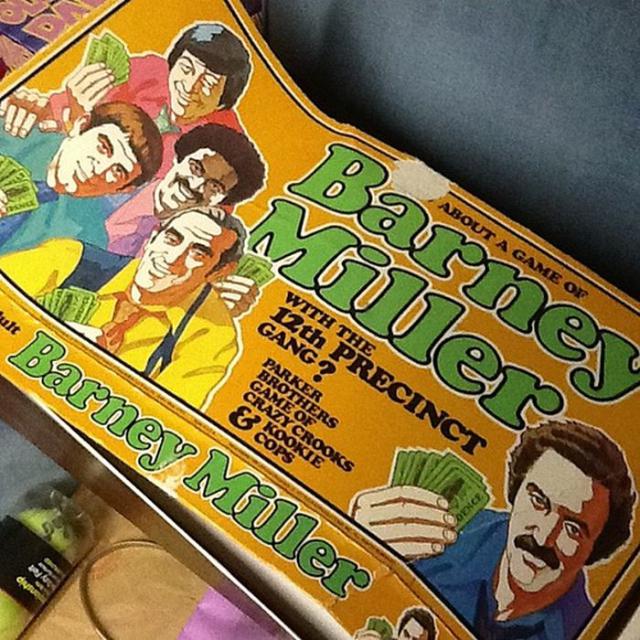 ABOUT A GAME OF
Barney
Miller
WITH THE
12th PRECINCT
GANG?
PARKER
BROTHERS
GAME OF
CRAZY CROOKS
& KOOKIE
COPS
Barney Miller